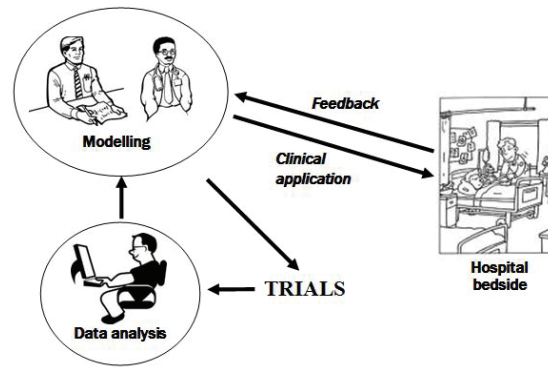 Modelling
Feedback
Clinical
application
Hospital
bedside
TRIALS
Data analysis